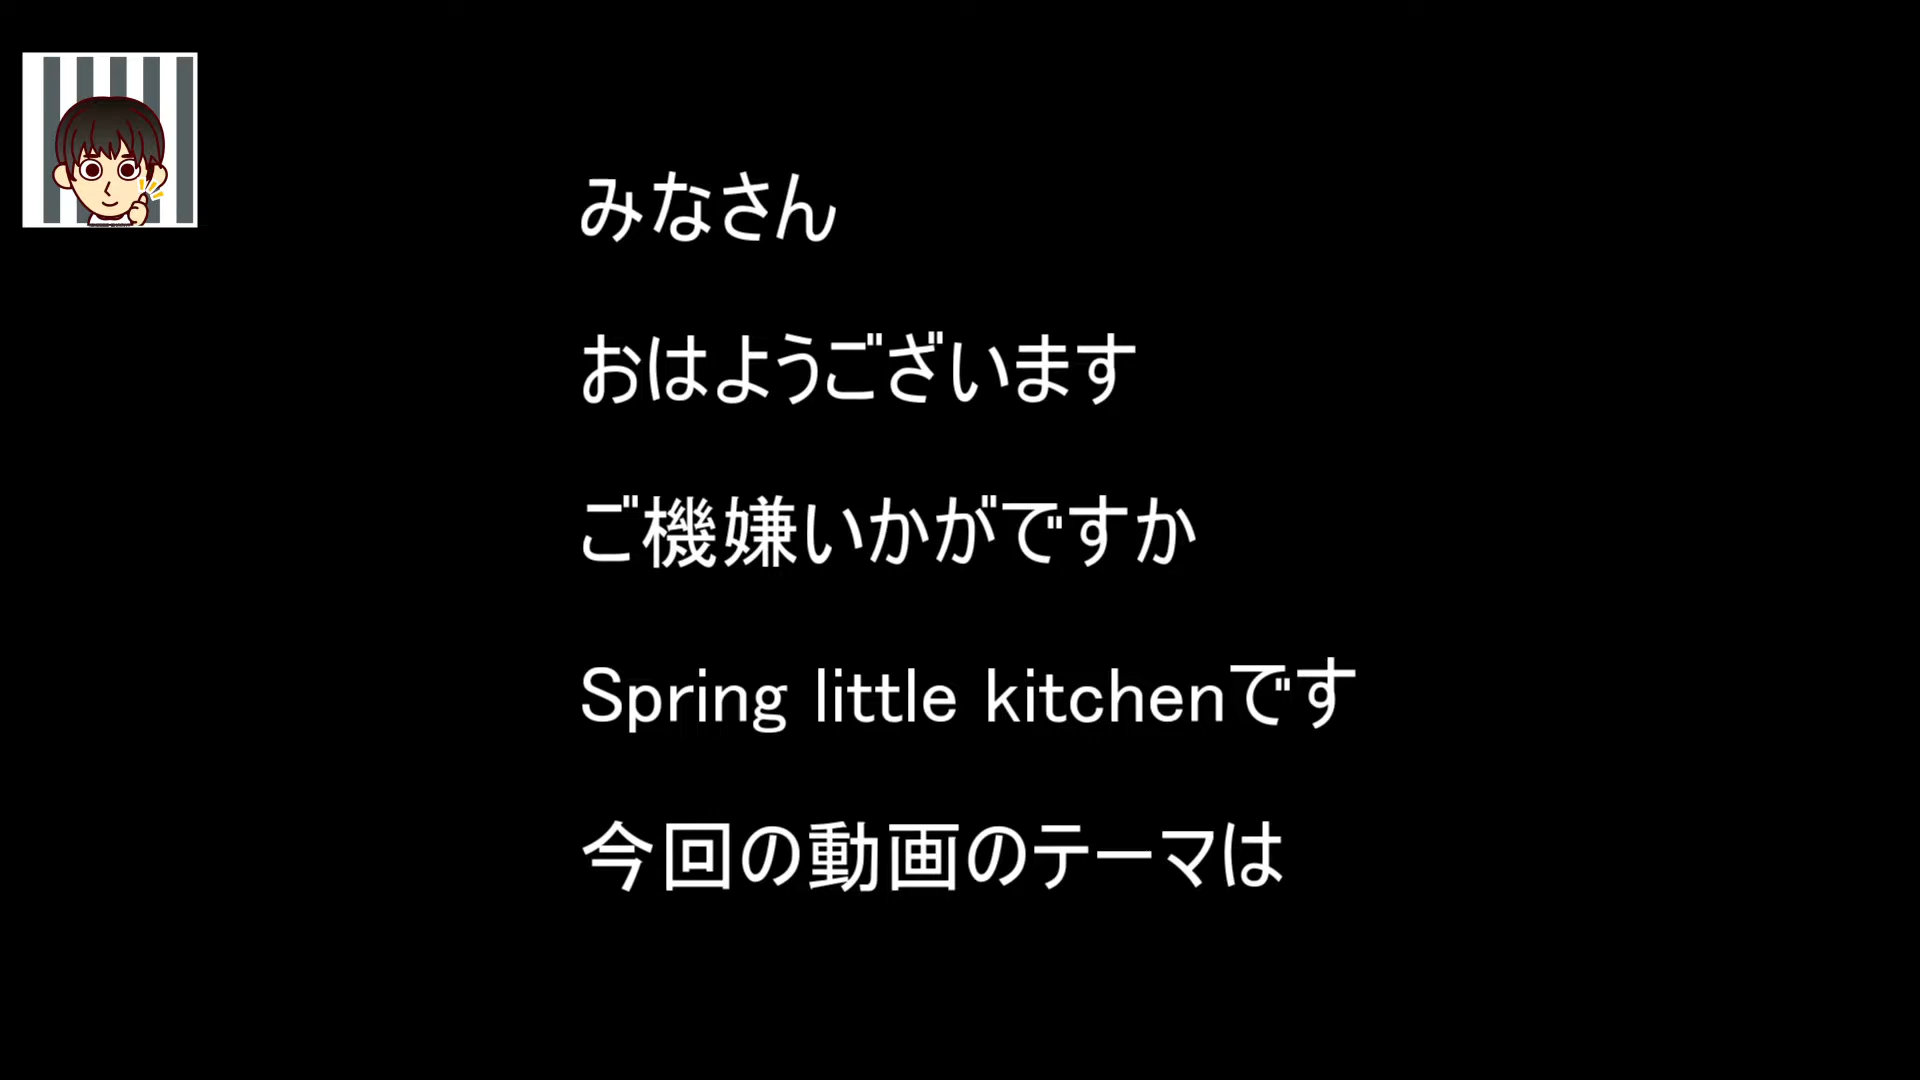 みなさん
おはようございます
ご機嫌いかがですか
Spring little kitchenです
今回の動画のテーマは